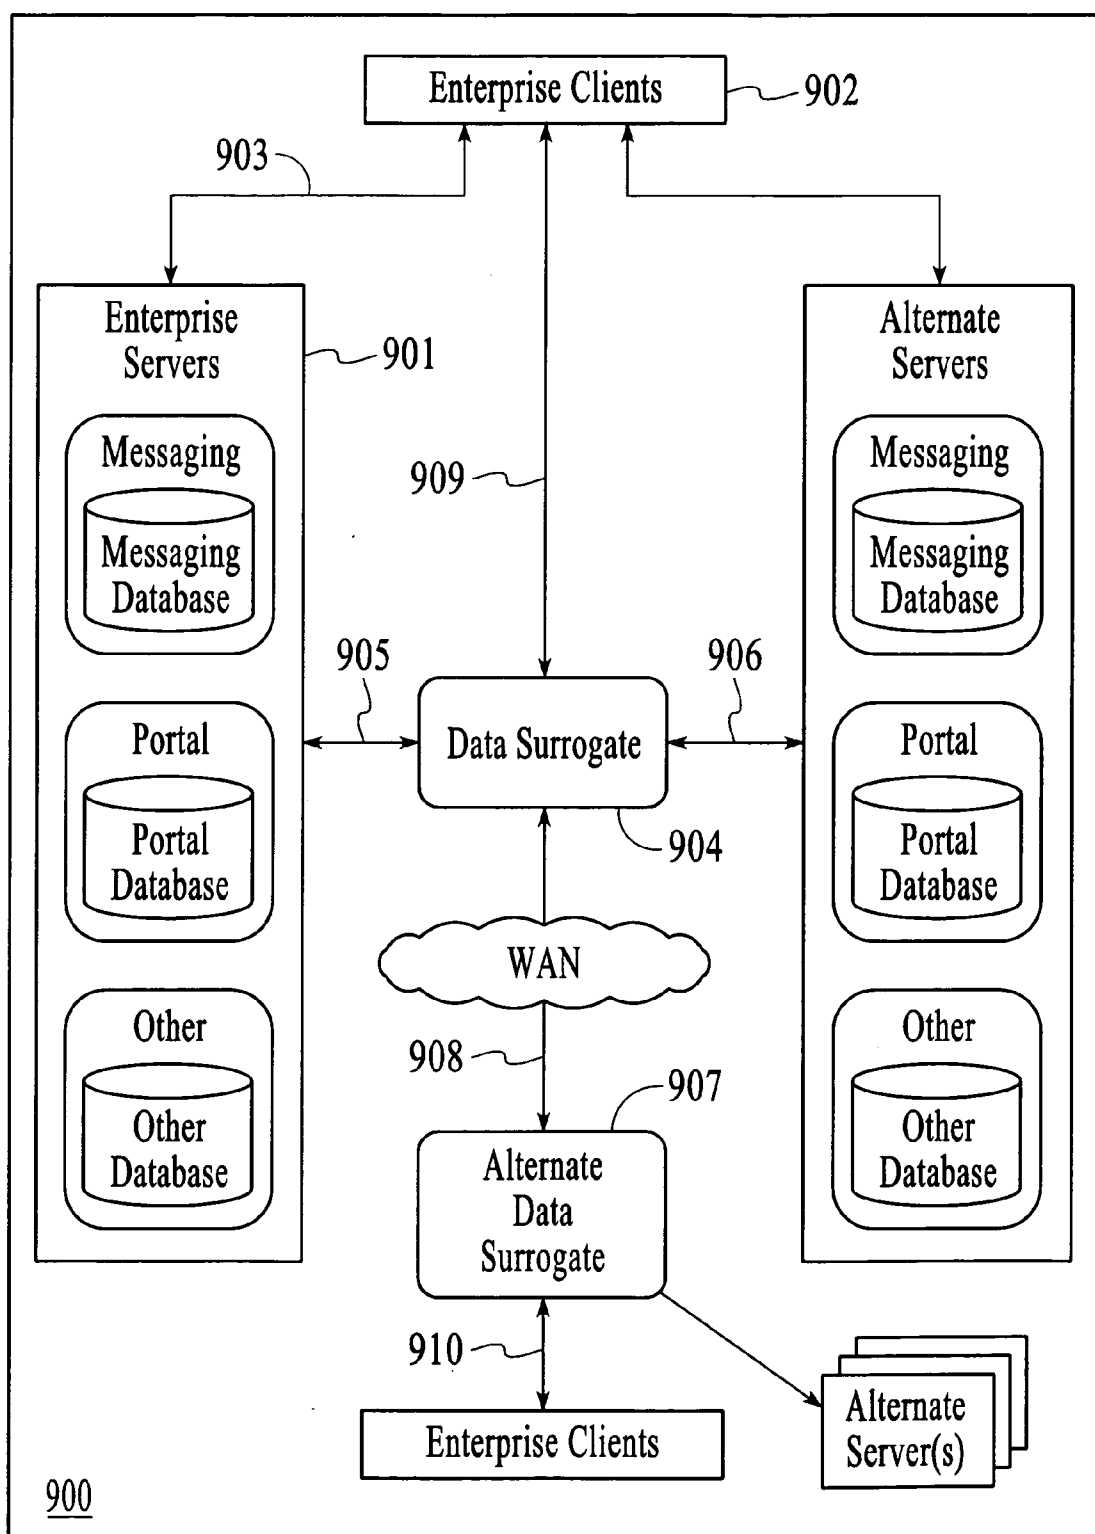 Enterprise Clients
902
903
Enterprise
Servers
901
Alternate
Servers
Messaging
Messaging
Database
909
Messaging
Messaging
Database
905
906
Portal
Portal
Database
Data Surrogate
904
Portal
Portal
Database
WAN
908
907
Other
Other
Database
Alternate
Data
Surrogate
Other
Other
Database
910
Enterprise Clients
Alternate
Server(s)
900